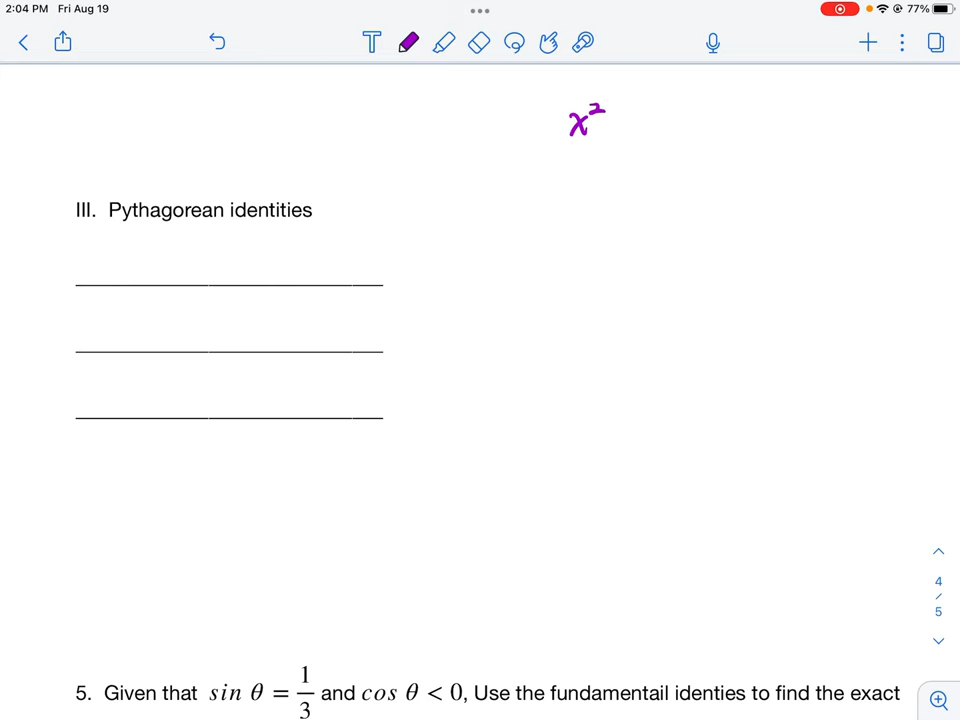 2:04 PM Fri Aug 19 77%
T
x²
III. Pythagorean identities
4
/
5
5. Given that sin θ = 1/3 and cos θ < 0, Use the fundamentail identies to find the exact